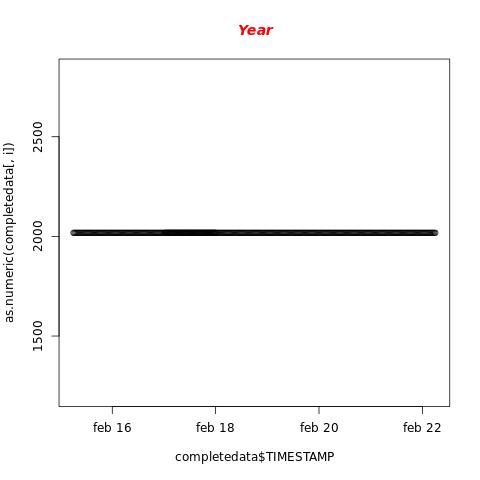 Year
as.numeric(completedata[, i])
2500
2000
1500
feb 16
feb 18
feb 20
feb 22
completedata$TIMESTAMP